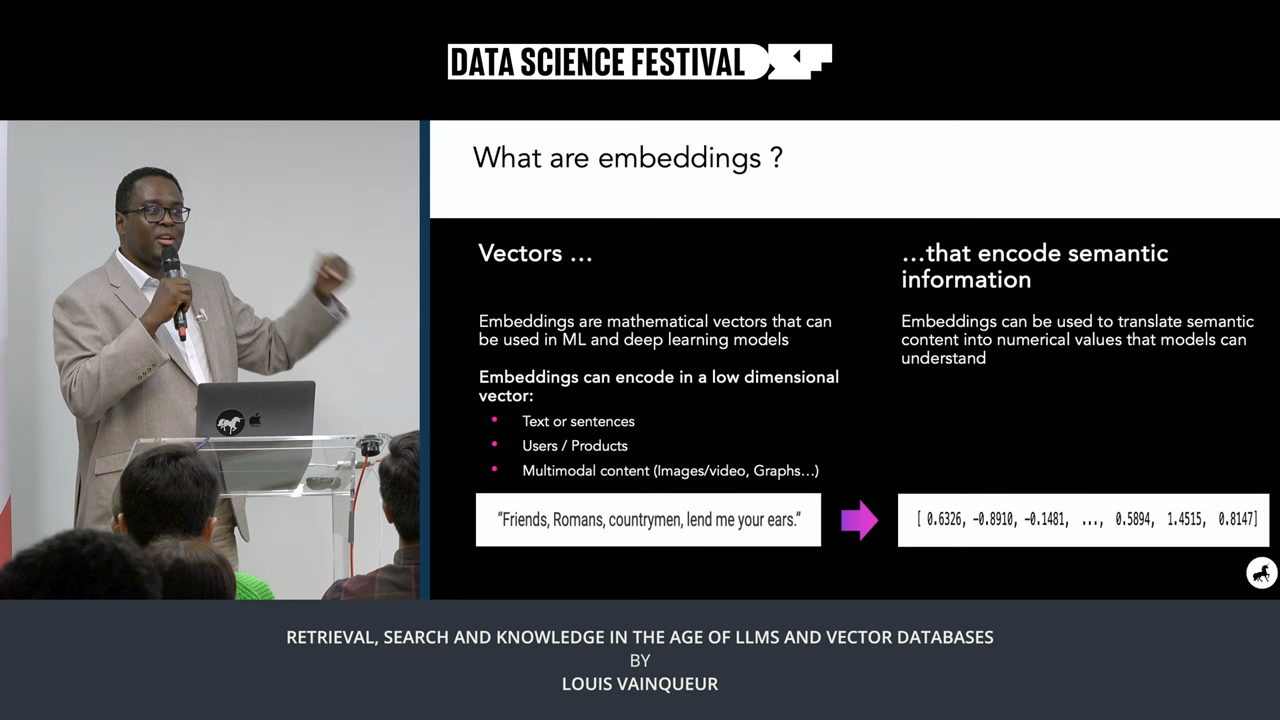 DATA SCIENCE FESTIVAL
What are embeddings ?
Vectors …
Embeddings are mathematical vectors that can
be used in ML and deep learning models
Embeddings can encode in a low dimensional
vector:
• Text or sentences
• Users / Products
• Multimodal content (Images/video, Graphs…)
“Friends, Romans, countrymen, lend me your ears.”
…that encode semantic
information
Embeddings can be used to translate semantic
content into numerical values that models can
understand
[ 0.6326, -0.8910, -0.1481, ..., 0.5894, 1.4515, 0.8147]
RETRIEVAL, SEARCH AND KNOWLEDGE IN THE AGE OF LLMS AND VECTOR DATABASES
BY
LOUIS VAINQUEUR